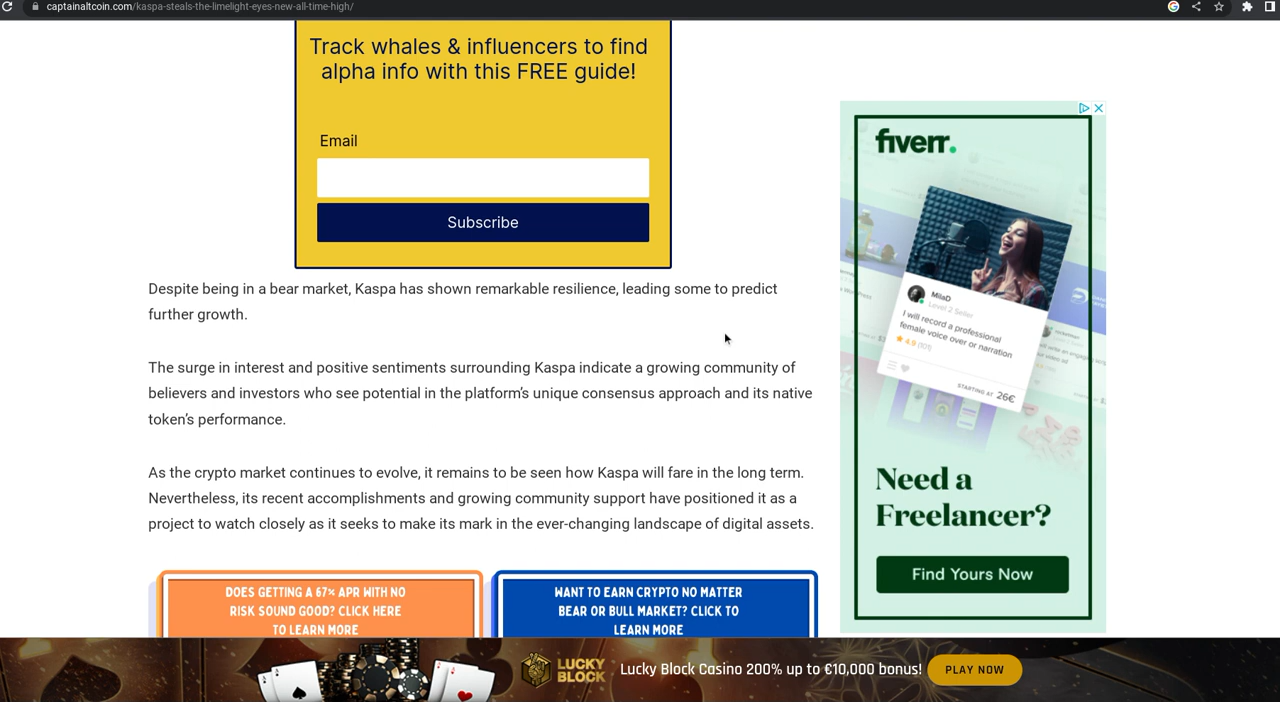 captainaltcoin.com/kaspa-steals-the-limelight-eyes-new-all-time-high/
Track whales & influencers to find
alpha info with this FREE guide!
Email
Subscribe
Despite being in a bear market, Kaspa has shown remarkable resilience, leading some to predict
further growth.
The surge in interest and positive sentiments surrounding Kaspa indicate a growing community of
believers and investors who see potential in the platform’s unique consensus approach and its native
token’s performance.
As the crypto market continues to evolve, it remains to be seen how Kaspa will fare in the long term.
Nevertheless, its recent accomplishments and growing community support have positioned it as a
project to watch closely as it seeks to make its mark in the ever-changing landscape of digital assets.
DOES GETTING A 67% APR WITH NO
RISK SOUND GOOD? CLICK HERE
TO LEARN MORE
WANT TO EARN CRYPTO NO MATTER
BEAR OR BULL MARKET? CLICK TO
LEARN MORE
fiverr.
MilaD
Level 2 Seller
I will record a professional
female voice over or narration
4.9
STARTING AT 26€
Need a
Freelancer?
Find Yours Now
LUCKY
BLOCK
Lucky Block Casino 200% up to €10,000 bonus!
PLAY NOW